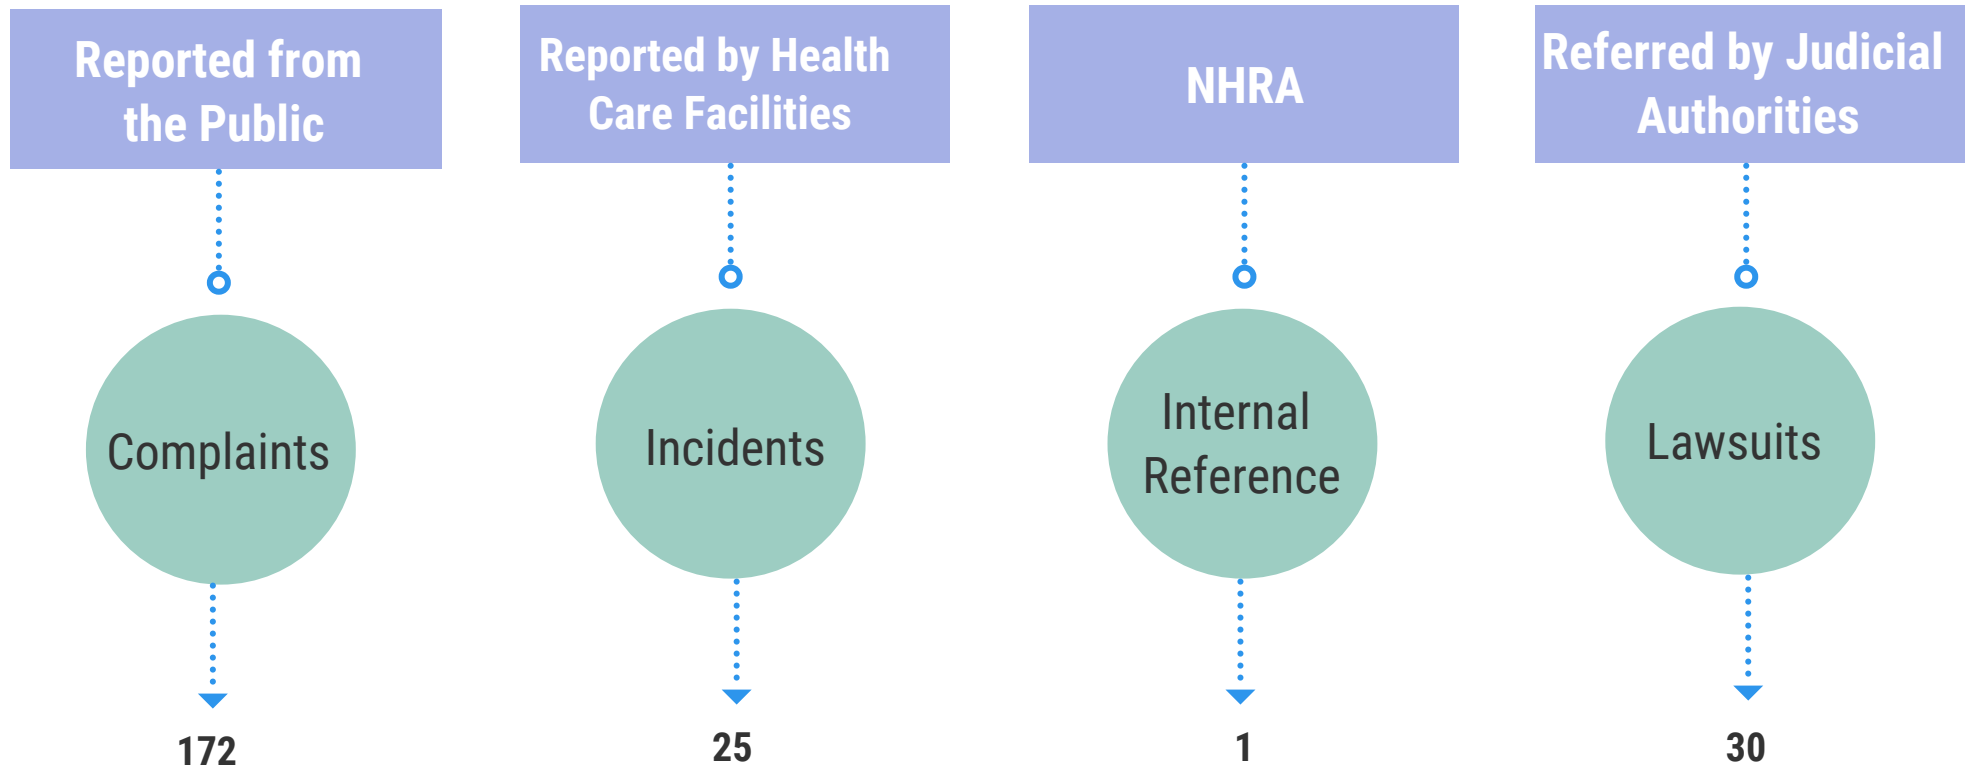 Reported from
the Public
Reported by Health
Care Facilities
NHRA
Referred by Judicial
Authorities
Complaints
Incidents
Internal
Reference
Lawsuits
172
25
1
30